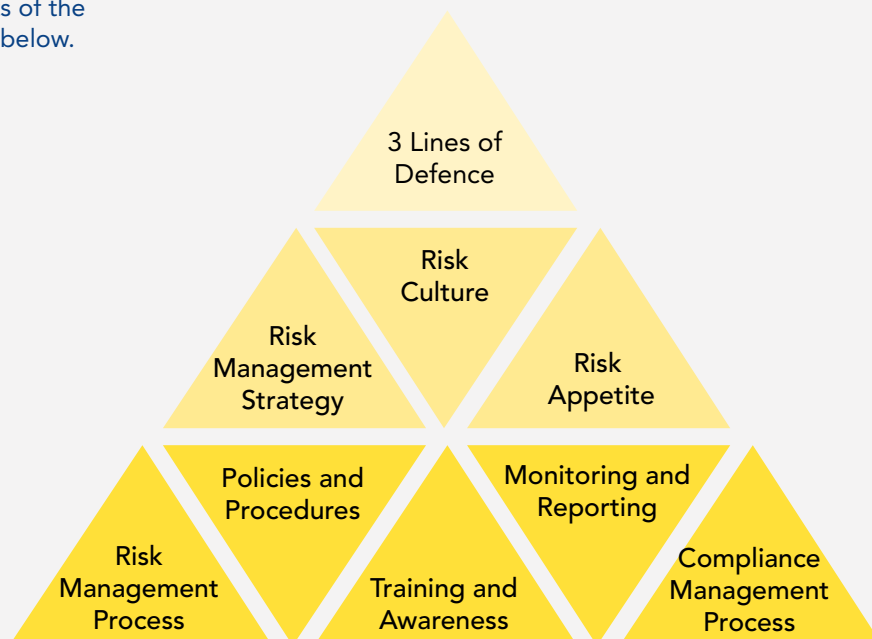 s of the
below.
3 Lines of
Defence
Risk
Culture
Risk
Management
Strategy
Risk
Appetite
Policies and
Procedures
Monitoring and
Reporting
Risk
Management
Process
Training and
Awareness
Compliance
Management
Process